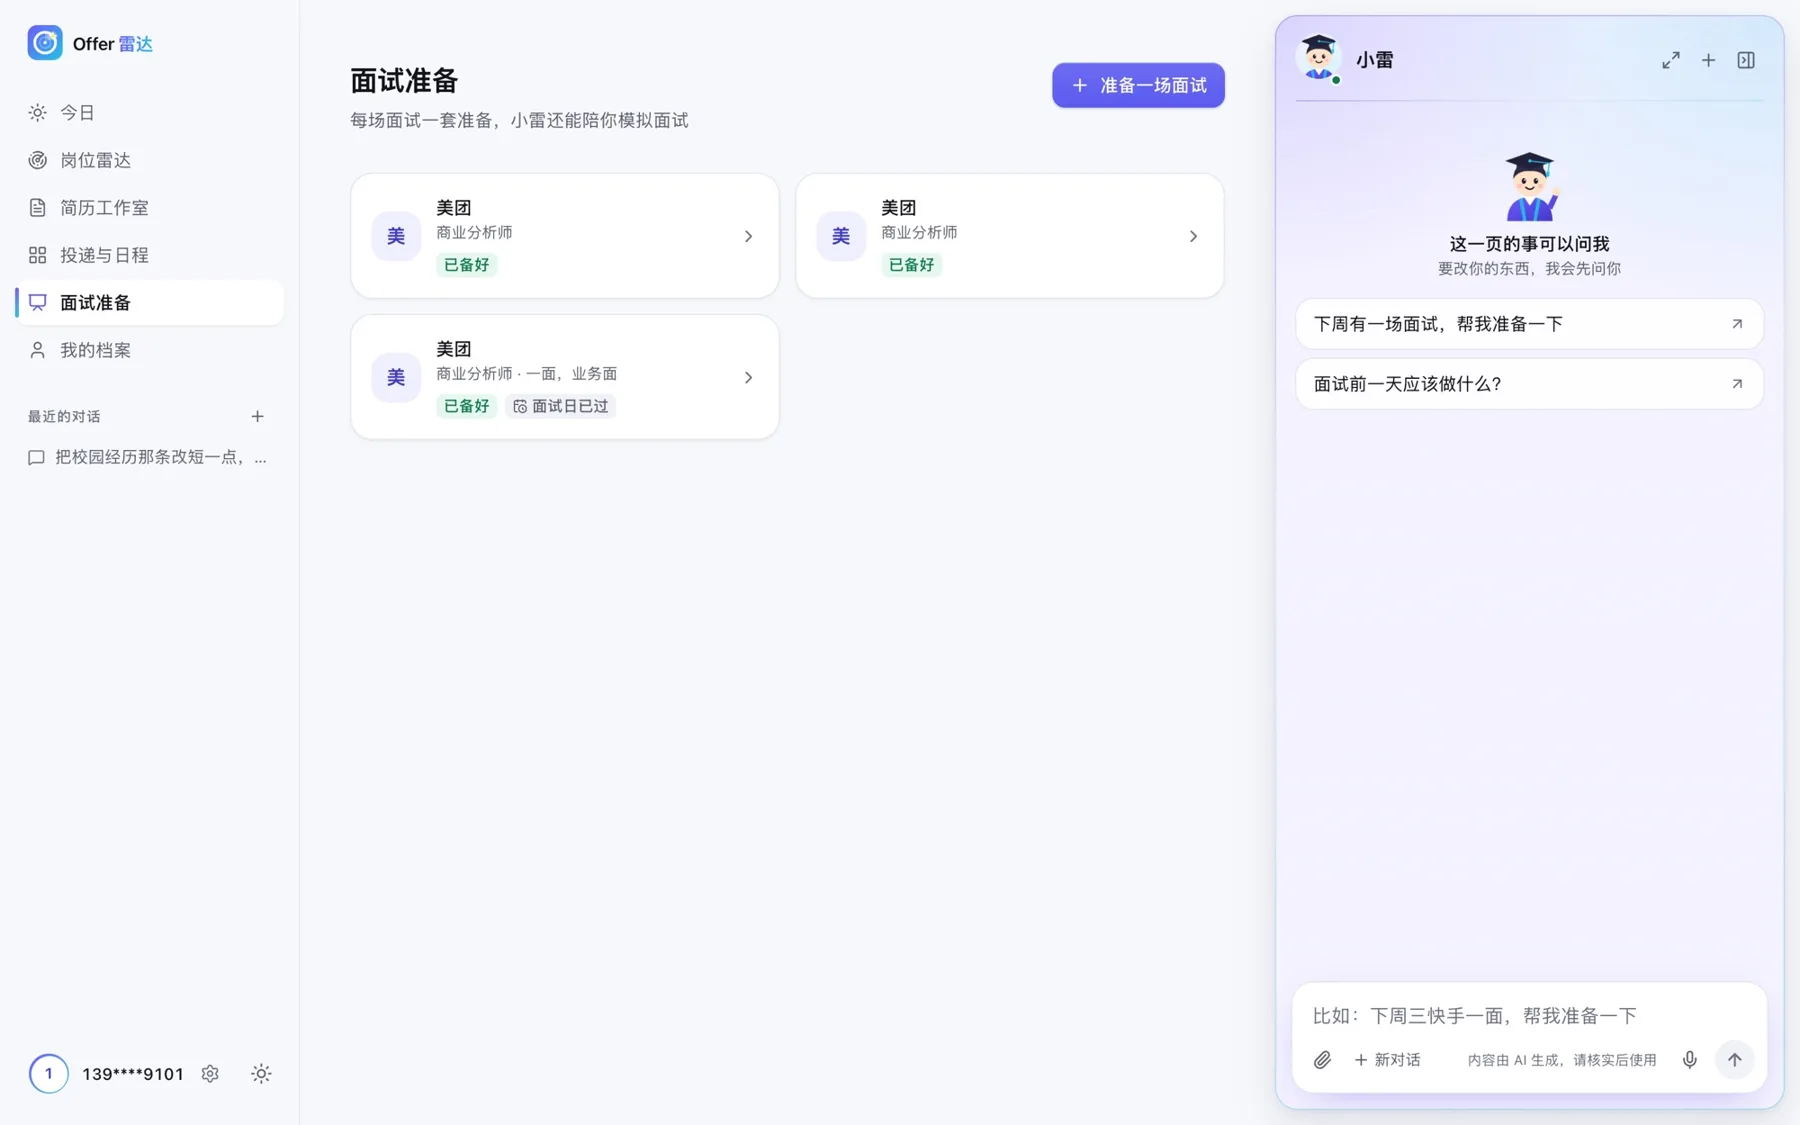 Offer 雷达
今日
岗位雷达
简历工作室
投递与日程
面试准备
我的档案
最近的对话
把校园经历那条改短一点，...
1
139****9101
面试准备
每场面试一套准备，小雷还能陪你模拟面试
准备一场面试
美
美团
商业分析师
已备好
美
美团
商业分析师
已备好
美
美团
商业分析师 · 一面，业务面
已备好
面试日已过
小雷
这一页的事可以问我
要改你的东西，我会先问你
下周有一场面试，帮我准备一下
面试前一天应该做什么？
比如：下周三快手一面，帮我准备一下
新对话
内容由 AI 生成，请核实后使用